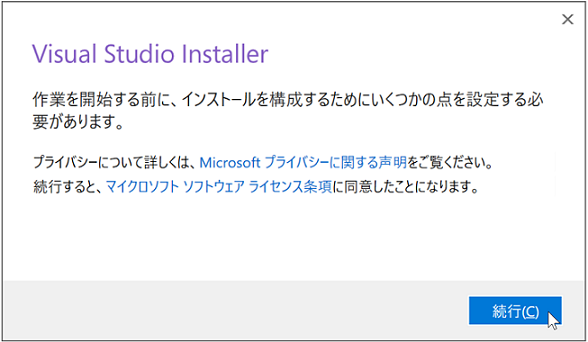 Visual Studio Installer
作業を開始する前に、インストールを構成するためにいくつかの点を設定する必
要があります。
プライバシーについて詳しくは、Microsoft プライバシーに関する声明をご覧ください。
続行すると、マイクロソフト ソフトウェア ライセンス条項に同意したことになります。
続行(C)